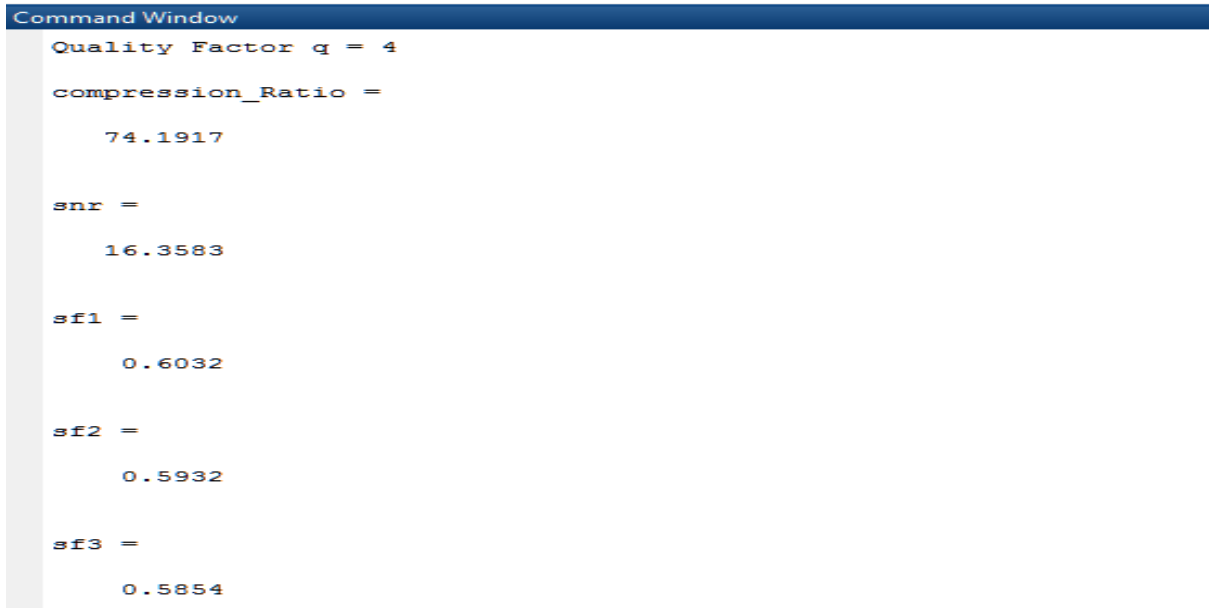 Command Window
Quality Factor q = 4
compression_Ratio =
74.1917
snr =
16.3583
sf1 =
0.6032
sf2 =
0.5932
sf3 =
0.5854